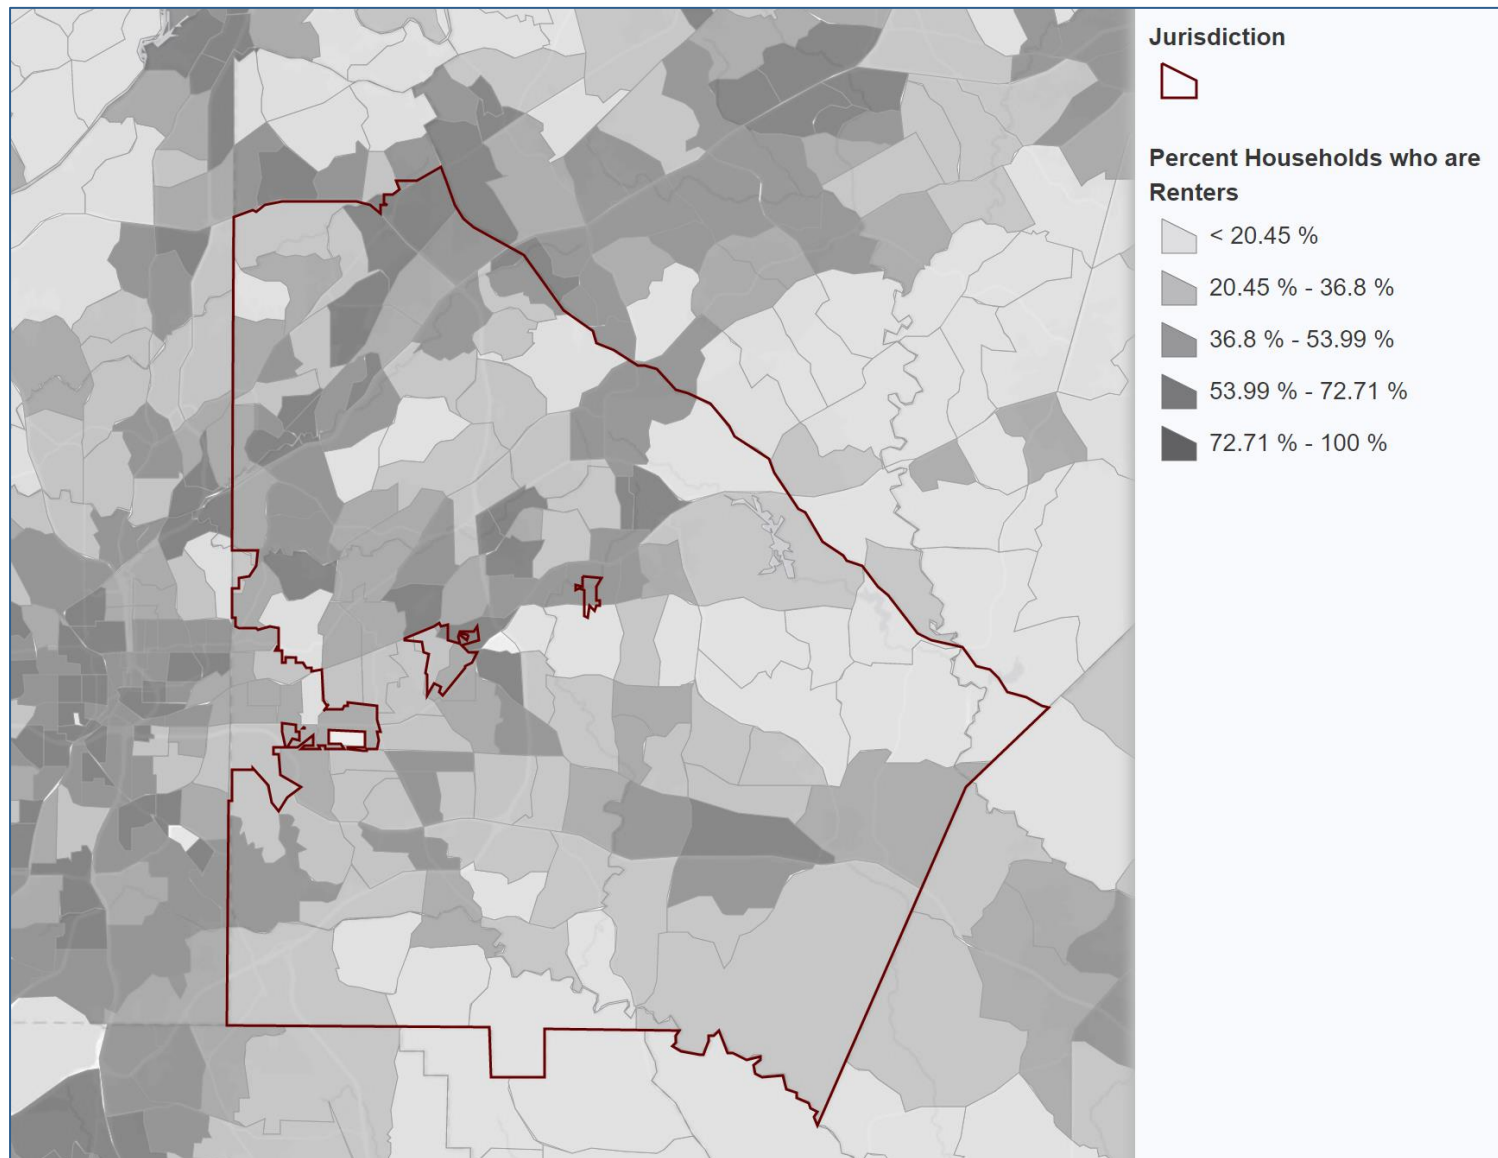 Jurisdiction
Percent Households who are
Renters
< 20.45 %
20.45 % - 36.8 %
36.8 % - 53.99 %
53.99 % - 72.71 %
72.71 % - 100 %